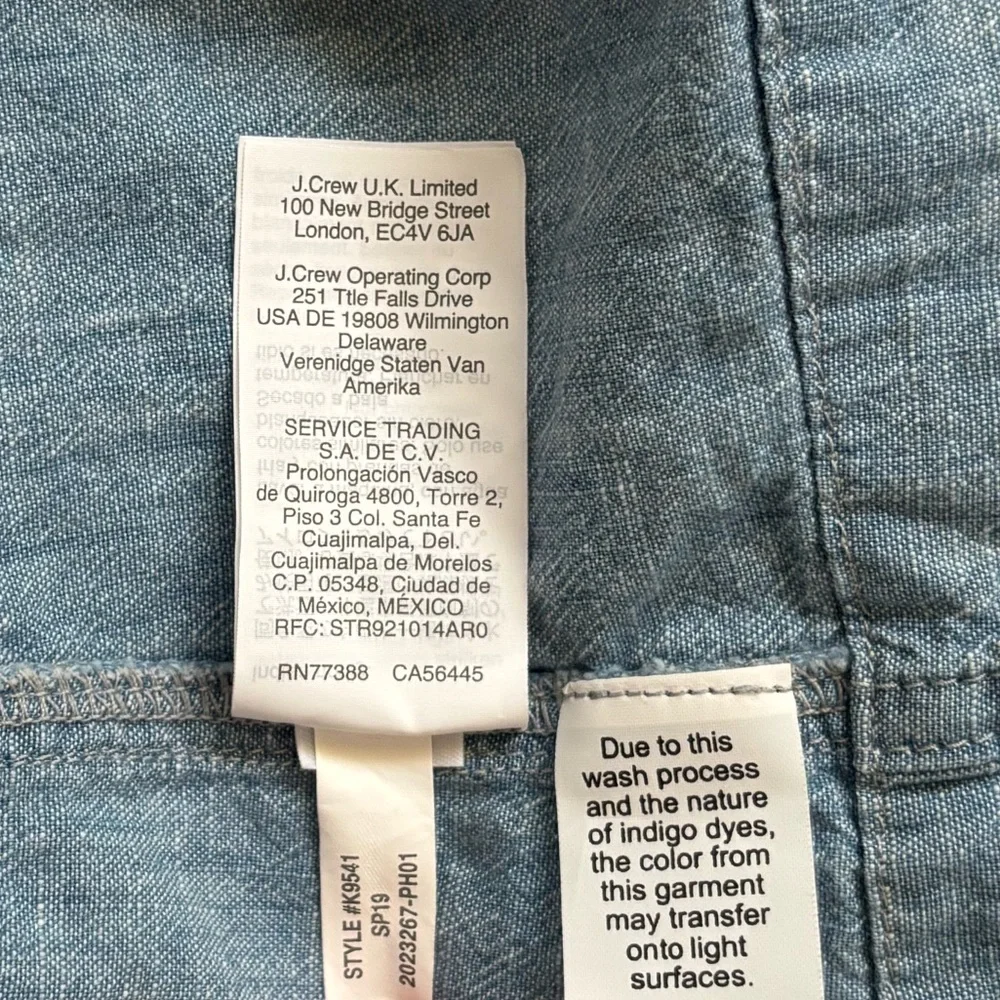 J.Crew U.K. Limited
100 New Bridge Street
London, EC4V 6JA
J.Crew Operating Corp
251 Ttle Falls Drive
USA DE 19808 Wilmington
Delaware
Verenidge Staten Van
Amerika
SERVICE TRADING
S.A. DE C.V.
Prolongación Vasco
de Quiroga 4800, Torre 2,
Piso 3 Col. Santa Fe
Cuajimalpa, Del.
Cuajimalpa de Morelos
C.P. 05348, Ciudad de
México, MÉXICO
RFC: STR921014AR0
RN77388 CA56445
STYLE #K9541
SP19
2023267-PH01
Due to this
wash process
and the nature
of indigo dyes,
the color from
this garment
may transfer
onto light
surfaces.